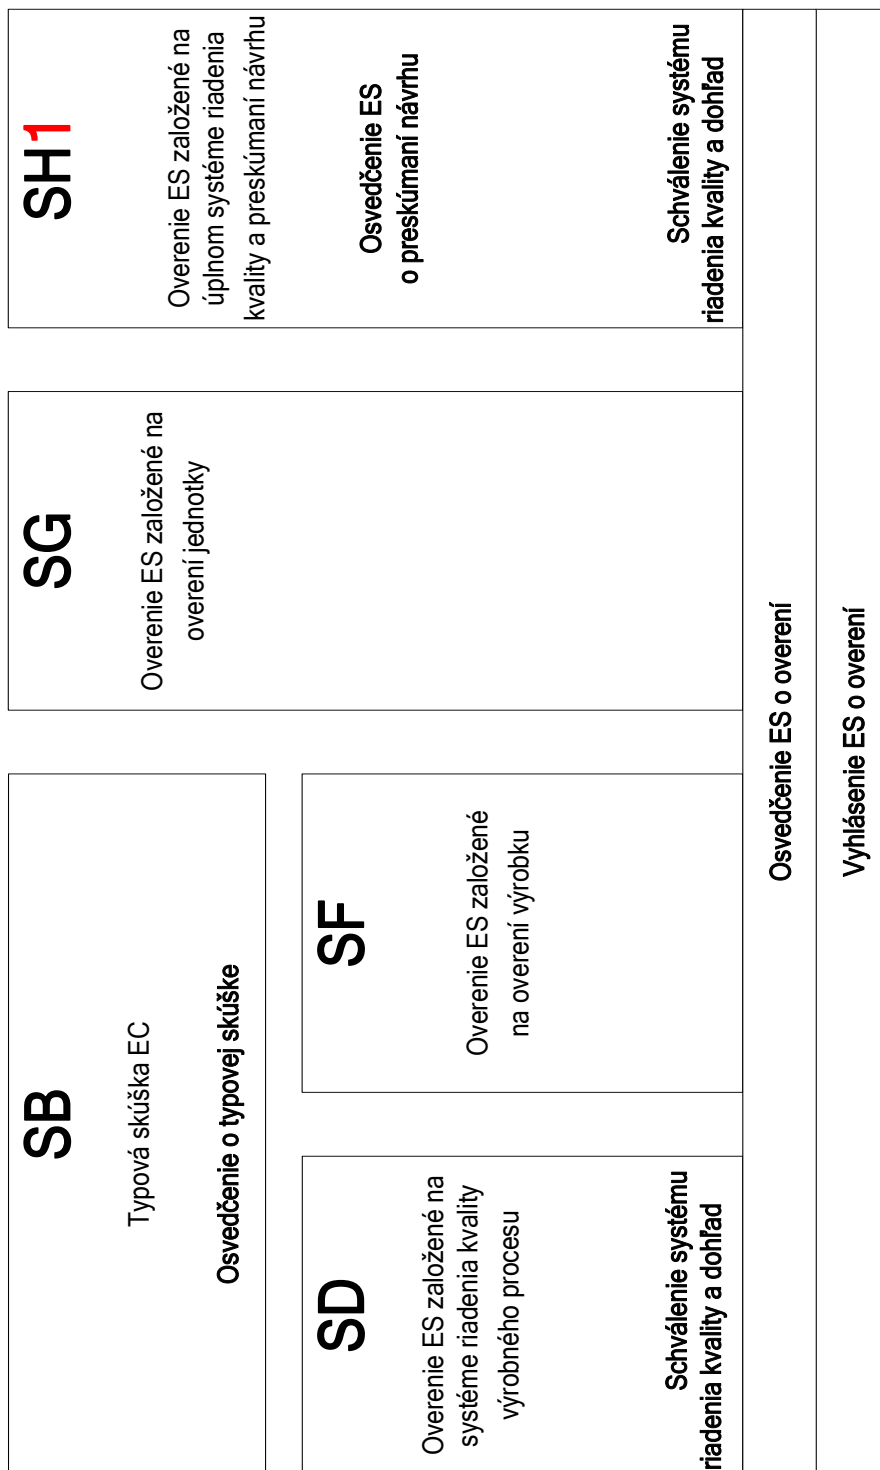 SB
Typová skúška EC
Osvedčenie o typovej skúške
SD
Overenie ES založené na
systéme riadenia kvality
výrobného procesu
Schválenie systému
riadenia kvality a dohľad
SF
Overenie ES založené
na overení výrobku
SG
Overenie ES založené na
overení jednotky
SH1
Overenie ES založené na
úplnom systéme riadenia
kvality a preskúmaní návrhu
Osvedčenie ES
o preskúmaní návrhu
Schválenie systému
riadenia kvality a dohľad
Osvedčenie ES o overení
Vyhlásenie ES o overení